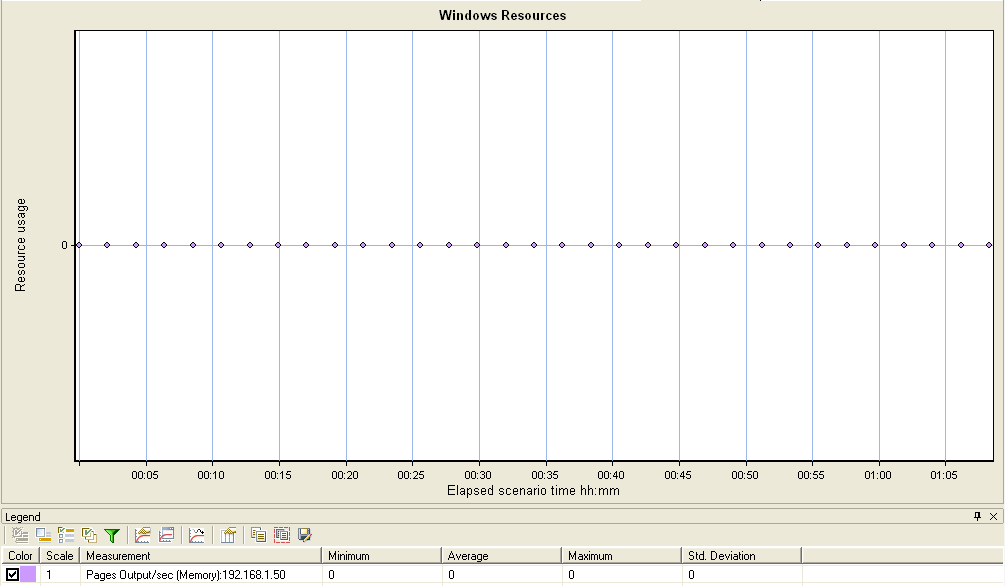 Windows Resources
Resource usage
0
00:05 00:10 00:15 00:20 00:25 00:30 00:35 00:40 00:45 00:50 00:55 01:00 01:05
Elapsed scenario time hh:mm
Legend
Color Scale Measurement Minimum Average Maximum Std. Deviation
1 Pages Output/sec (Memory):192.168.1.50 0 0 0 0